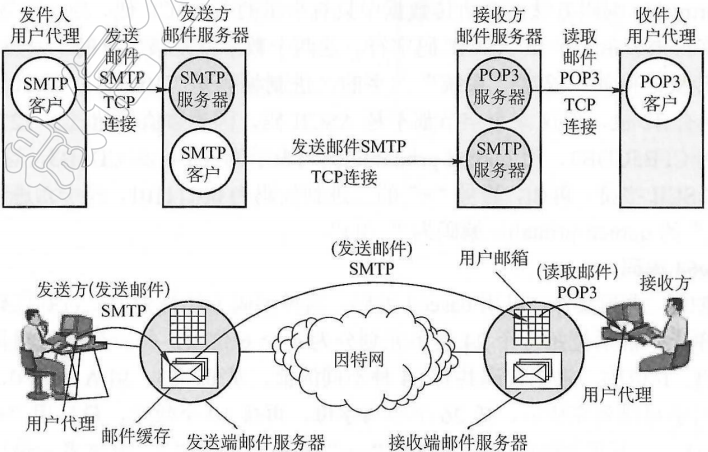 发件人
用户代理
发送
邮件
SMTP
TCP
连接
发送方
邮件服务器
接收方
邮件服务器
读取
邮件
POP3
TCP
连接
收件人
用户代理
SMTP
客户
SMTP
服务器
SMTP
客户
发送邮件SMTP
TCP连接
POP3
服务器
SMTP
服务器
POP3
客户
(发送邮件)
SMTP
用户邮箱
(读取邮件)
POP3
接收方
发送方(发送邮件)
SMTP
因特网
用户代理
邮件缓存
发送端邮件服务器
接收端邮件服务器
用户代理